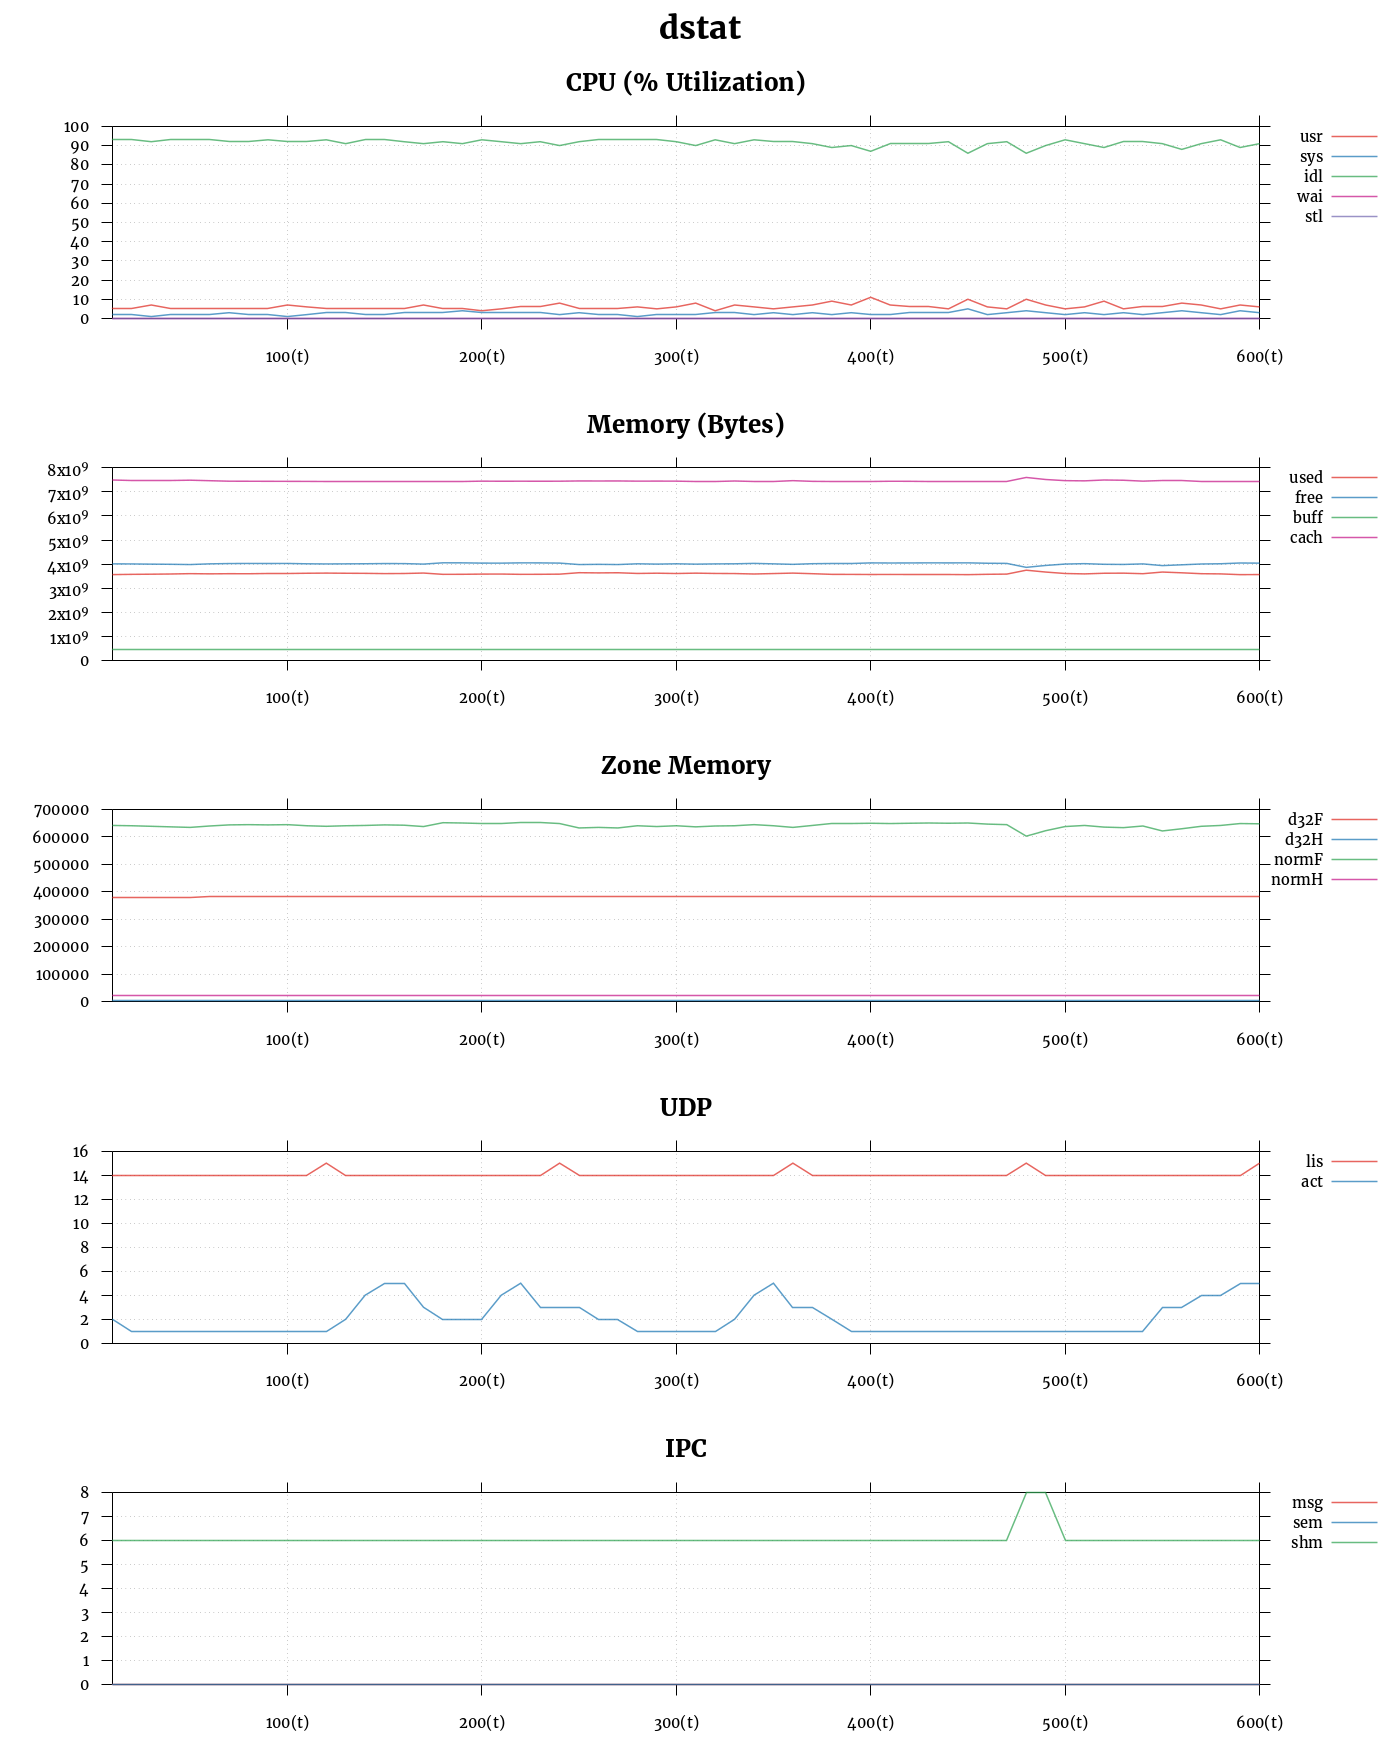 dstat
CPU (% Utilization)
100
90
80
70
60
50
40
30
20
10
0
usr
sys
idl
wai
stl
100(t) 200(t) 300(t) 400(t) 500(t) 600(t)
Memory (Bytes)
8x10⁹
7x10⁹
6x10⁹
5x10⁹
4x10⁹
3x10⁹
2x10⁹
1x10⁹
0
used
free
buff
cach
100(t) 200(t) 300(t) 400(t) 500(t) 600(t)
Zone Memory
700000
600000
500000
400000
300000
200000
100000
0
d32F
d32H
normF
normH
100(t) 200(t) 300(t) 400(t) 500(t) 600(t)
UDP
16
14
12
10
8
6
4
2
0
lis
act
100(t) 200(t) 300(t) 400(t) 500(t) 600(t)
IPC
8
7
6
5
4
3
2
1
0
msg
sem
shm
100(t) 200(t) 300(t) 400(t) 500(t) 600(t)